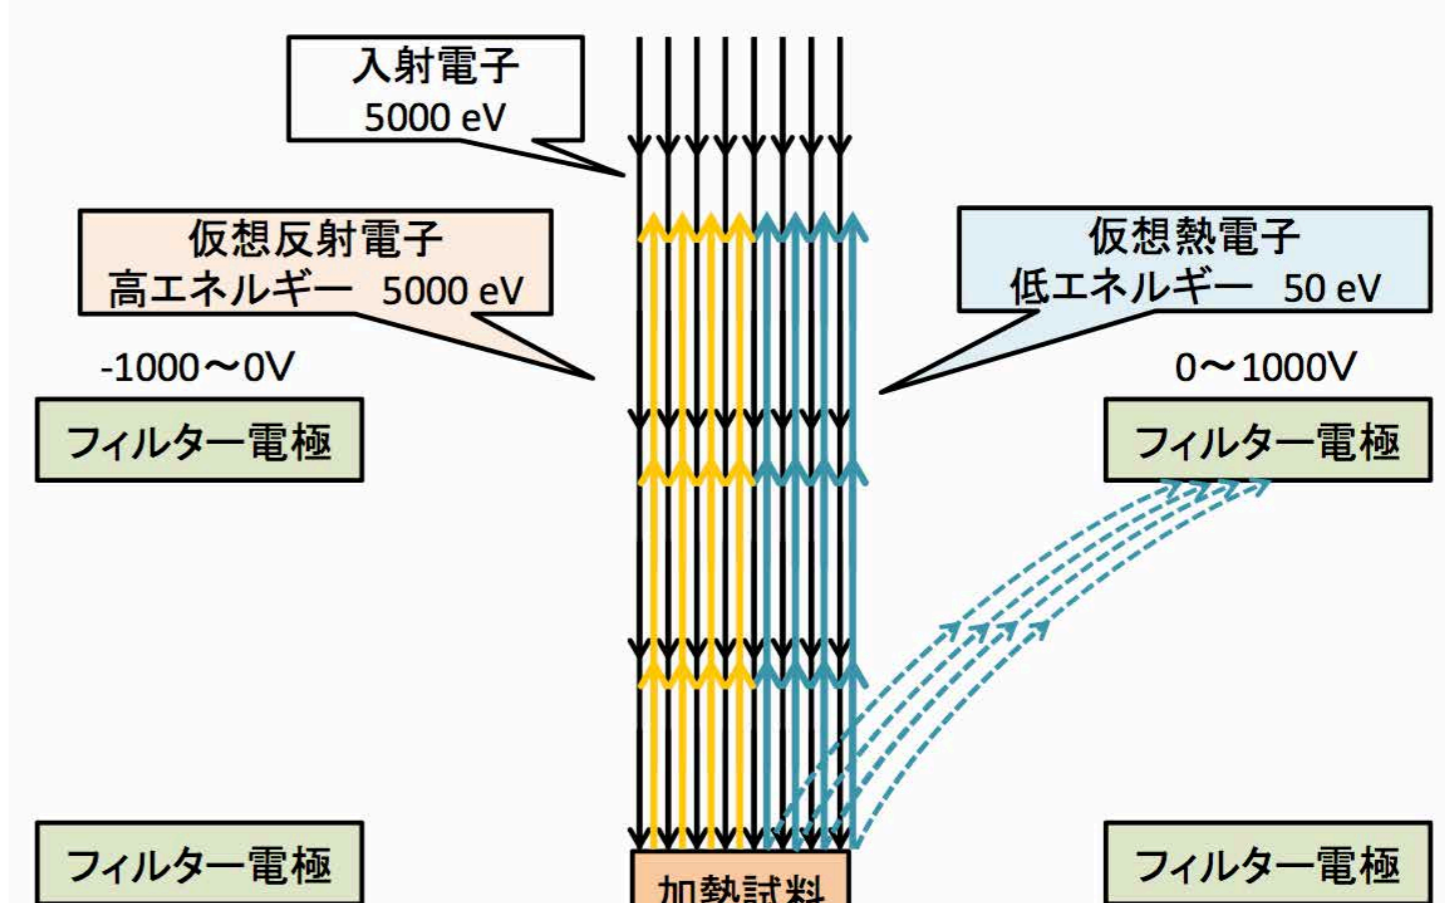 入射電子
5000 eV
仮想反射電子
高エネルギー 5000 eV
仮想熱電子
低エネルギー 50 eV
-1000～0V
0～1000V
フィルター電極
フィルター電極
フィルター電極
加熱試料
フィルター電極